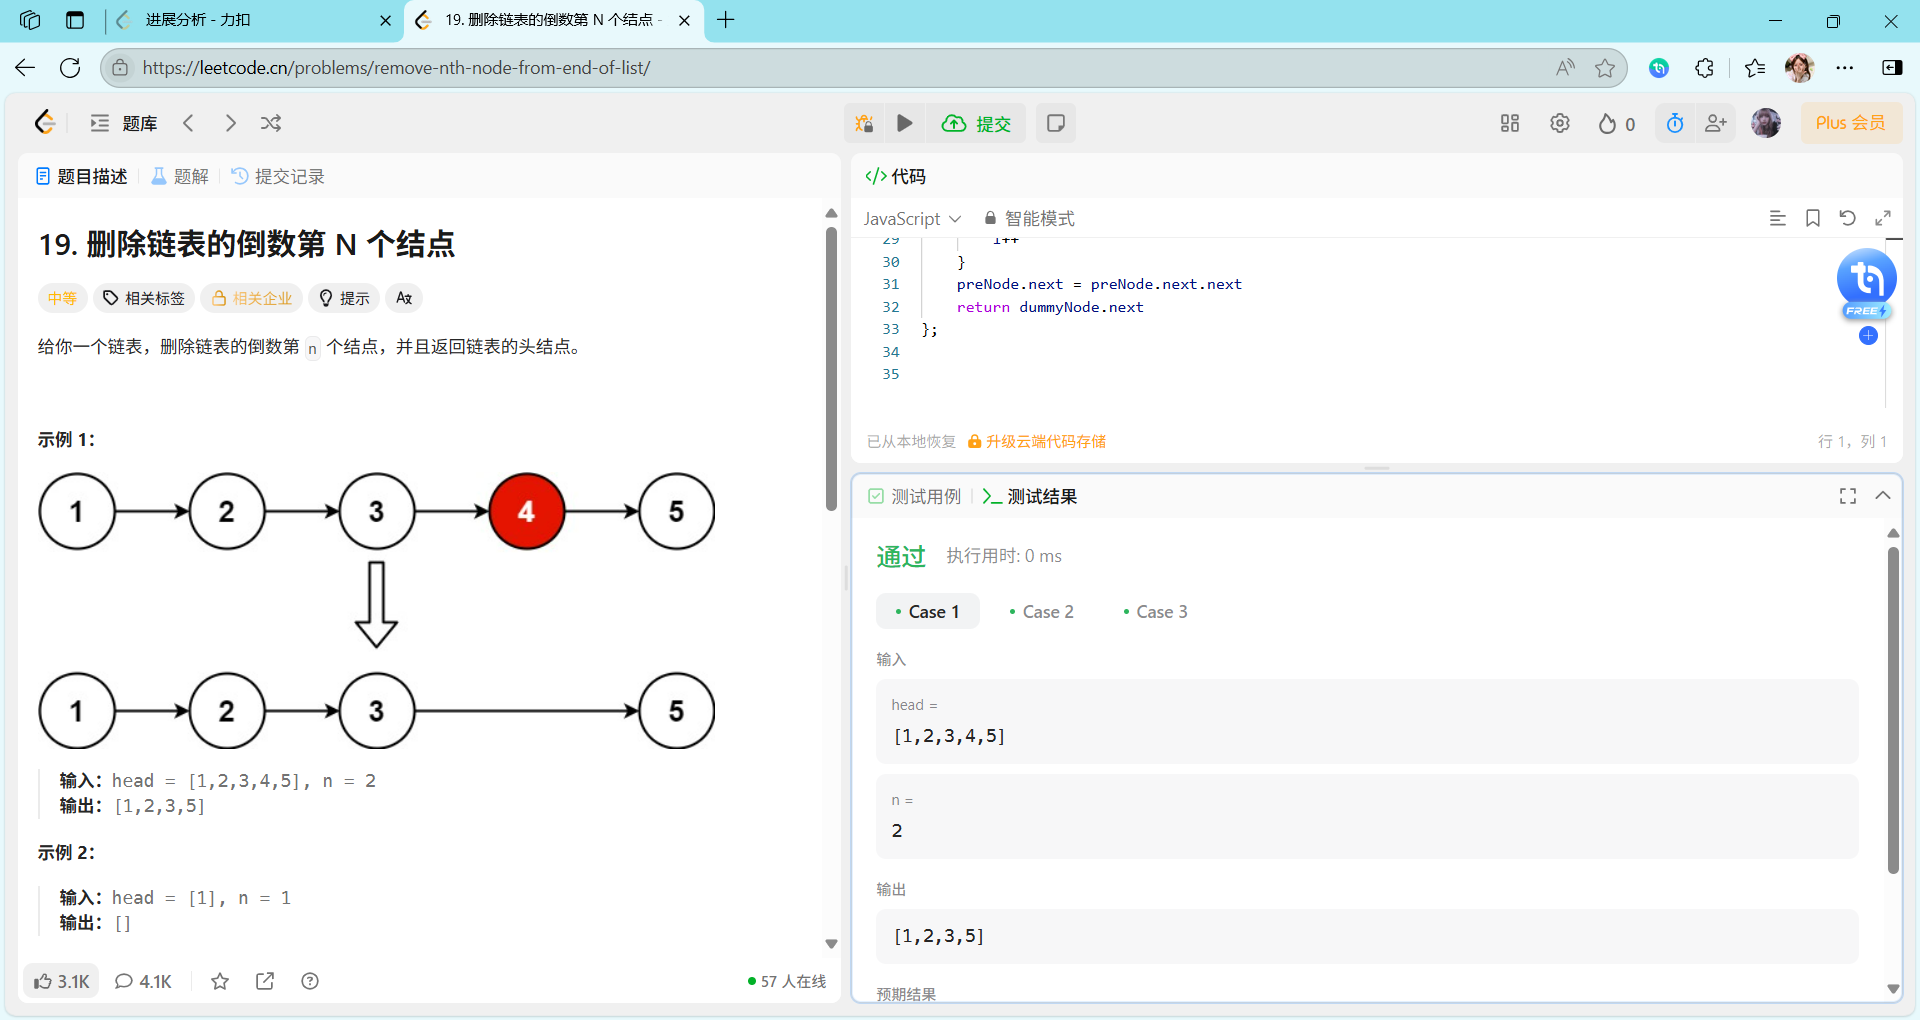 进展分析 - 力扣
19. 删除链表的倒数第 N 个结点 -
https://leetcode.cn/problems/remove-nth-node-from-end-of-list/
题库
提交
0
Plus 会员
题目描述
题解
提交记录
19. 删除链表的倒数第 N 个结点
中等
相关标签
相关企业
提示
给你一个链表，删除链表的倒数第 n 个结点，并且返回链表的头结点。
示例 1：
1
2
3
4
5
1
2
3
5
输入：head = [1,2,3,4,5], n = 2
输出：[1,2,3,5]
示例 2：
输入：head = [1], n = 1
输出：[]
3.1K
4.1K
57 人在线
</> 代码
JavaScript
智能模式
29 i++
30 }
31 preNode.next = preNode.next.next
32 return dummyNode.next
33 };
34
35
FREE
已从本地恢复
升级云端代码存储
行 1，列 1
测试用例
测试结果
通过
执行用时: 0 ms
Case 1
Case 2
Case 3
输入
head =
[1,2,3,4,5]
n =
2
输出
[1,2,3,5]
预期结果